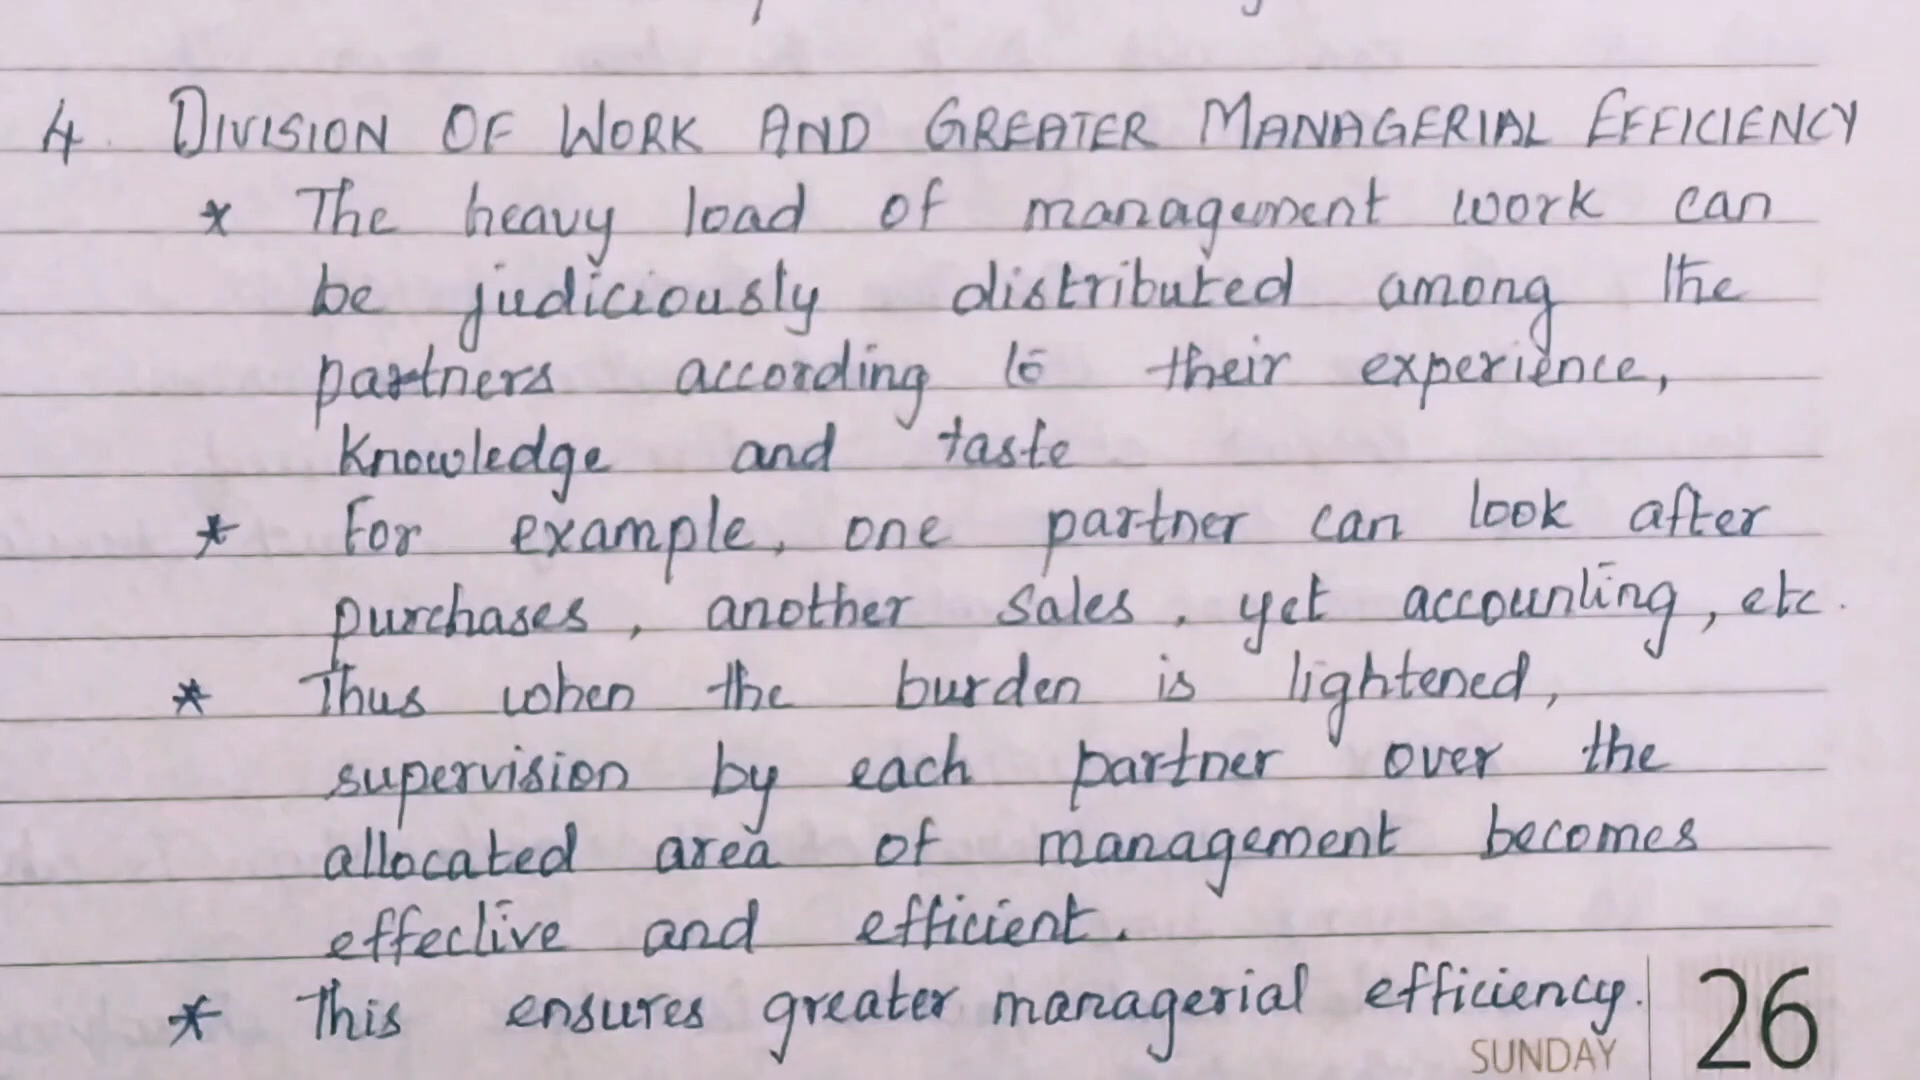 4. DIVISION OF WORK AND GREATER MANAGERIAL EFFICIENCY
* The heavy load of management work can
be judiciously distributed among the
partners according to their experience,
knowledge and taste
* For example, one partner can look after
purchases, another sales, yet accounting, etc.
* Thus when the burden is lightened,
supervision by each partner over the
allocated area of management becomes
effective and efficient.
* This ensures greater managerial efficiency.
SUNDAY 26